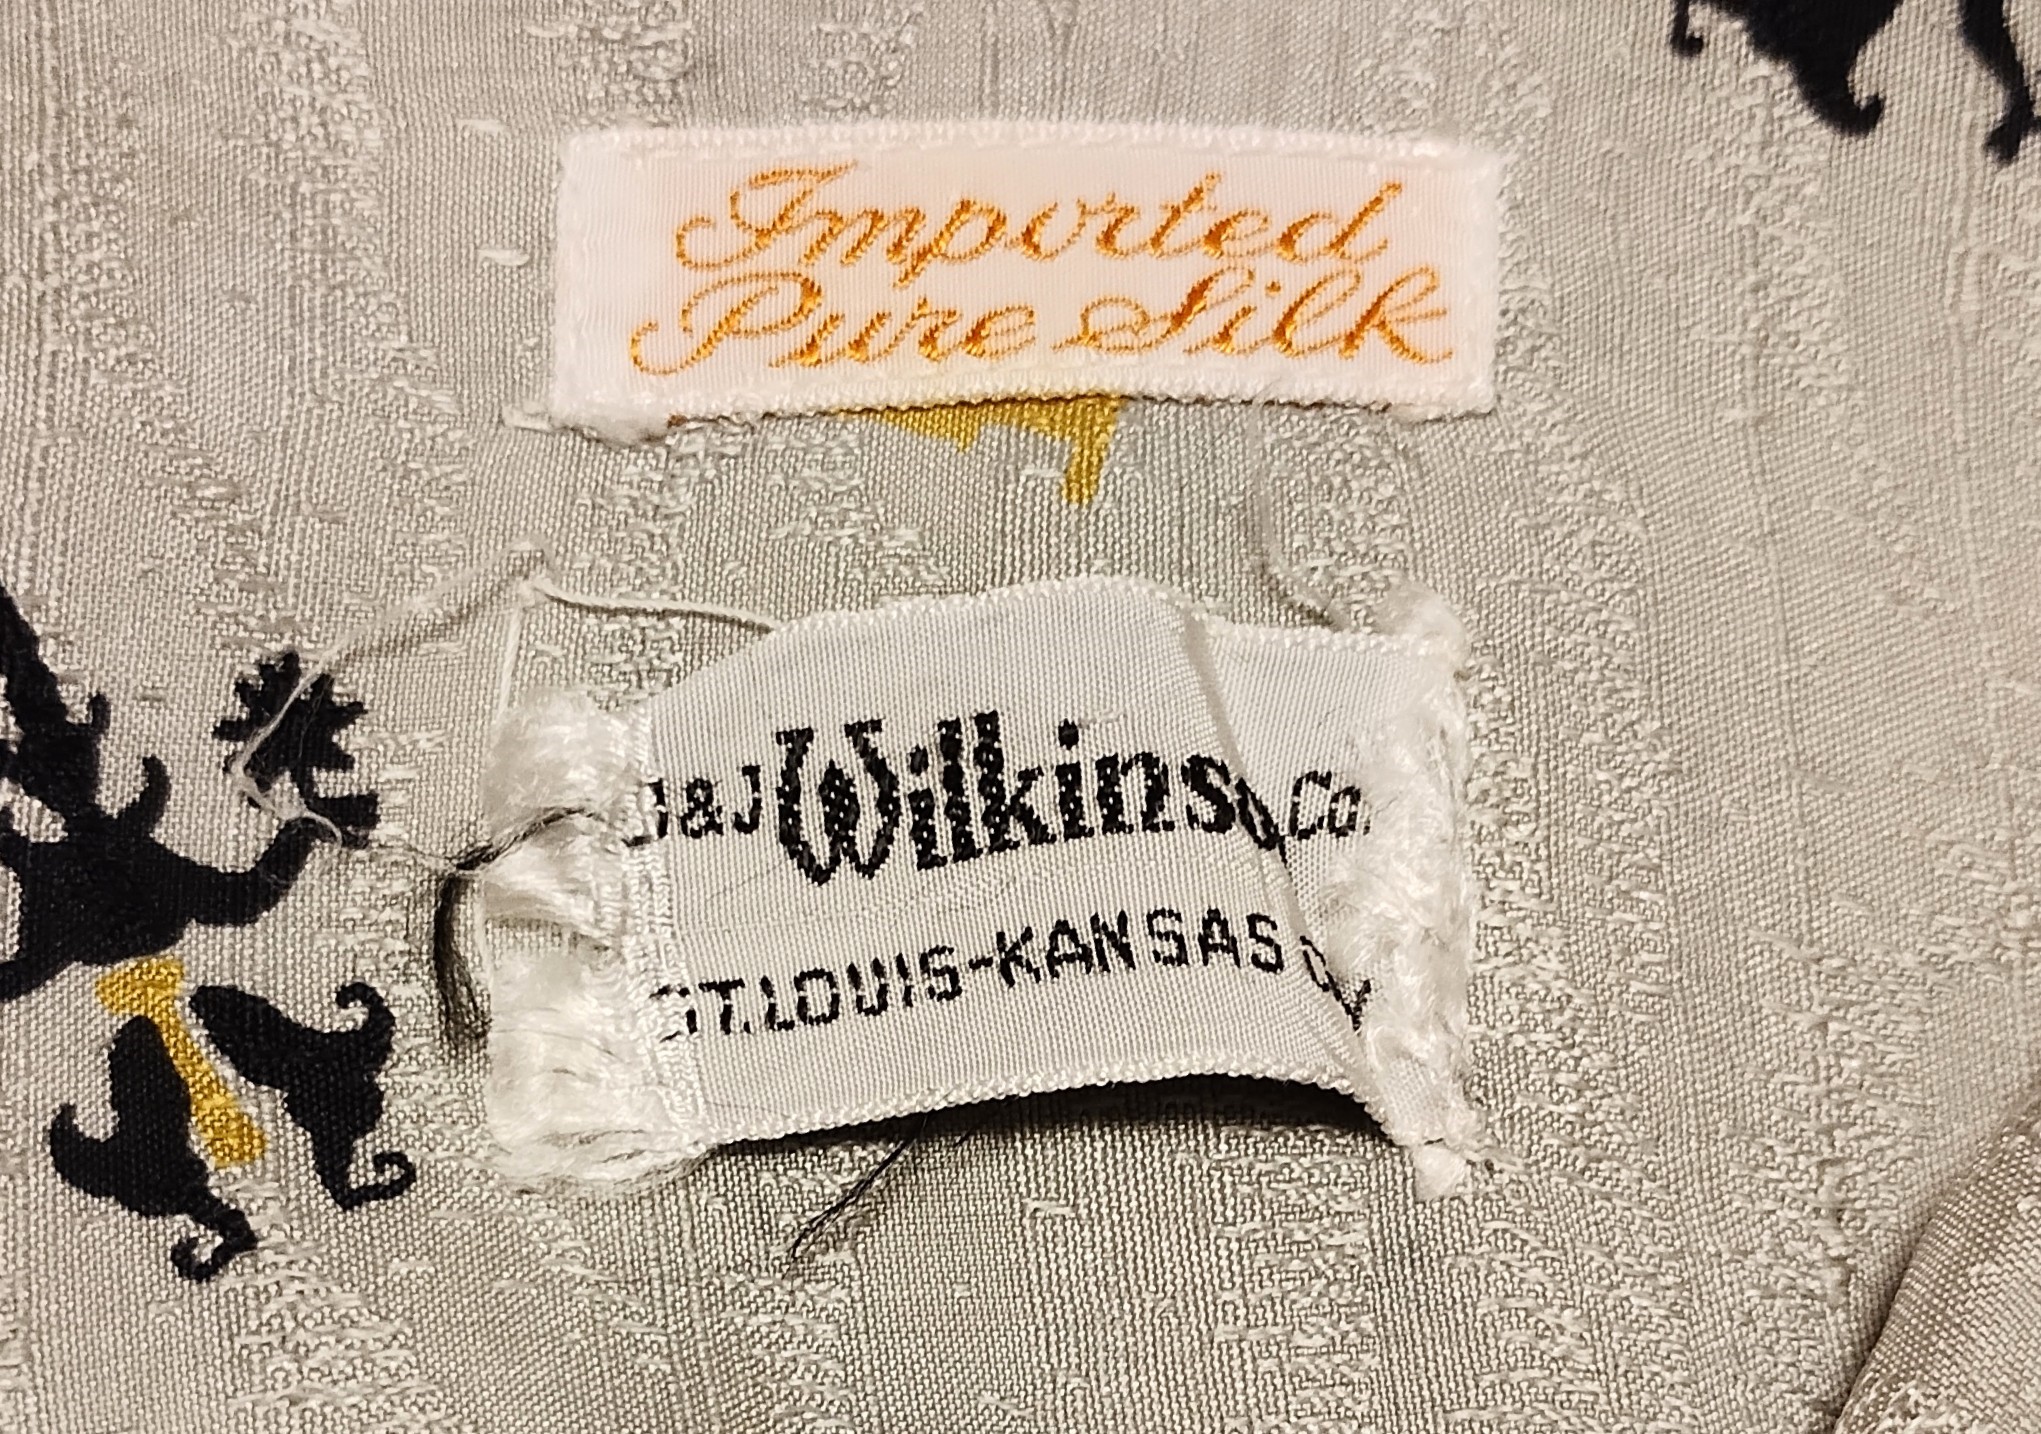 Imported
Pure Silk
J&J Wilkins Co.
ST. LOUIS-KANSAS